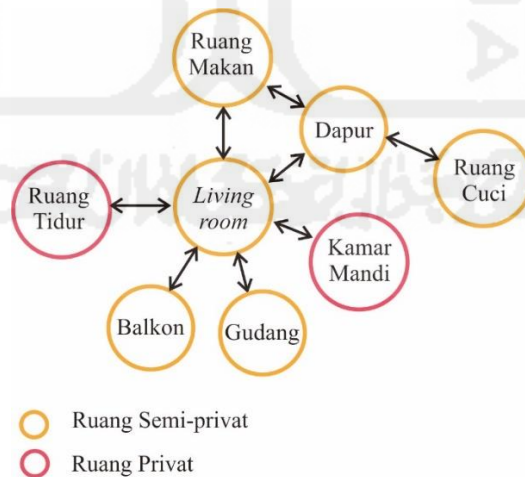 Ruang
Makan
Dapur
Ruang
Cuci
Ruang
Tidur
Living
room
Kamar
Mandi
Balkon
Gudang
Ruang Semi-privat
Ruang Privat